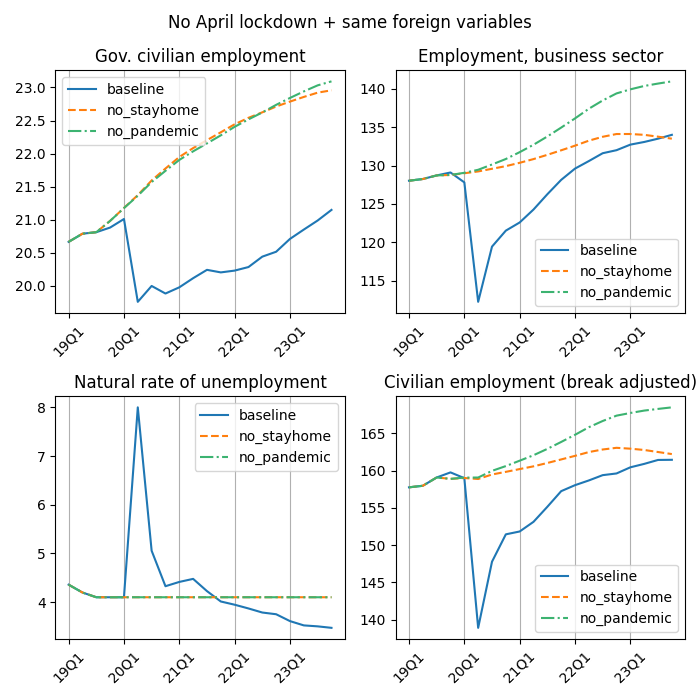 No April lockdown + same foreign variables
Gov. civilian employment
23.0
22.5
22.0
21.5
21.0
20.5
20.0
baseline
no_stayhome
no_pandemic
19Q1
20Q1
21Q1
22Q1
23Q1
Employment, business sector
140
135
130
125
120
115
baseline
no_stayhome
no_pandemic
19Q1
20Q1
21Q1
22Q1
23Q1
Natural rate of unemployment
8
7
6
5
4
baseline
no_stayhome
no_pandemic
19Q1
20Q1
21Q1
22Q1
23Q1
Civilian employment (break adjusted)
165
160
155
150
145
140
baseline
no_stayhome
no_pandemic
19Q1
20Q1
21Q1
22Q1
23Q1